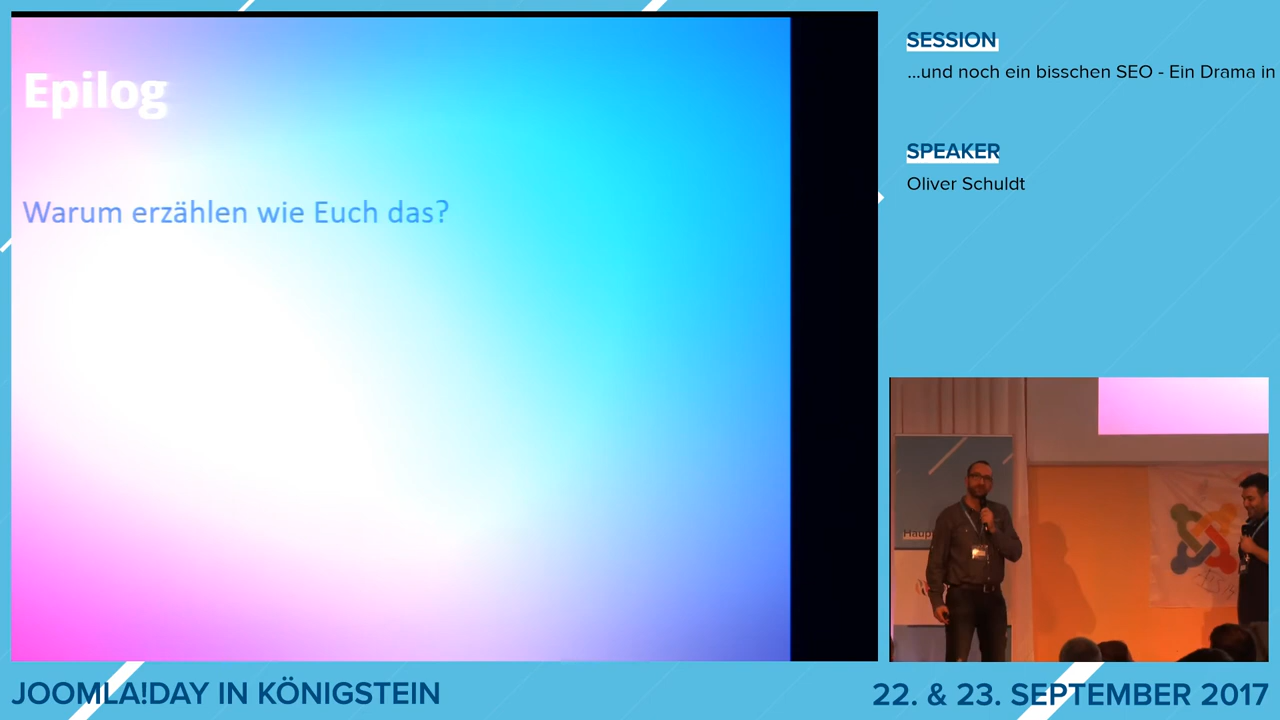 Epilog
Warum erzählen wie Euch das?
SESSION
...und noch ein bisschen SEO - Ein Drama in
SPEAKER
Oliver Schuldt
Haup
JOOMLA!DAY IN KÖNIGSTEIN
22. & 23. SEPTEMBER 2017